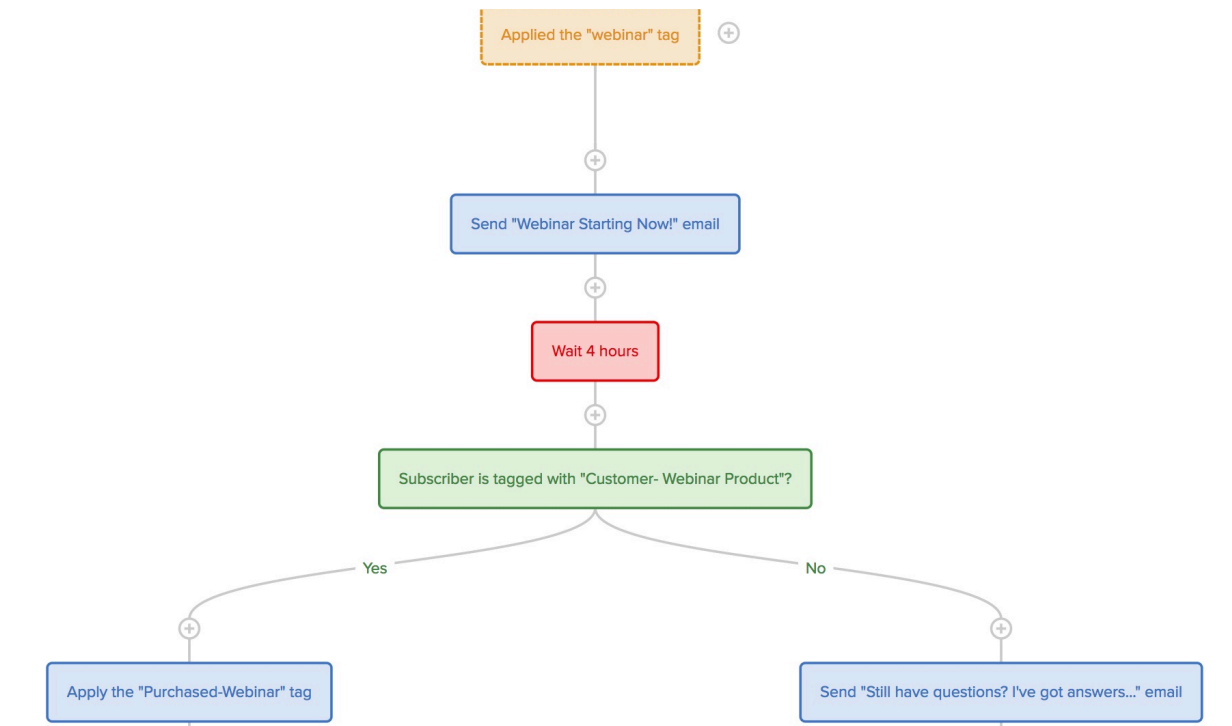 Applied the "webinar" tag
Send "Webinar Starting Now!" email
Wait 4 hours
Subscriber is tagged with "Customer- Webinar Product"?
Yes
No
Apply the "Purchased-Webinar" tag
Send "Still have questions? I've got answers..." email